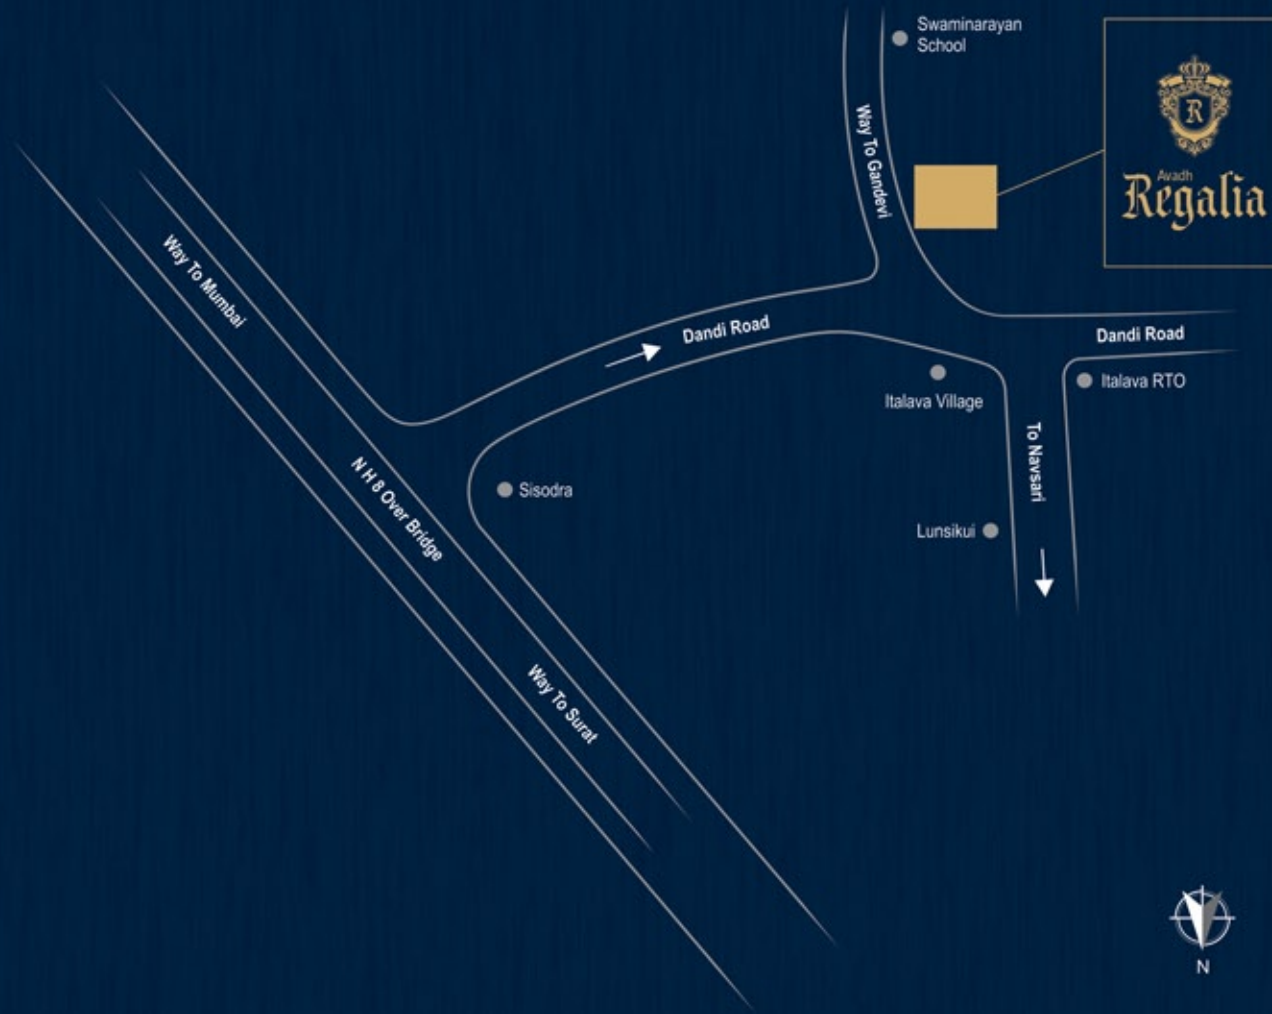 Swaminarayan
School
R
Avadh
Regalia
Way To Gandevi
Way To Mumbai
Dandi Road
Dandi Road
Italava Village
Italava RTO
To Navsari
N H 8 Over Bridge
Sisodra
Lunsikui
Way To Surat
N